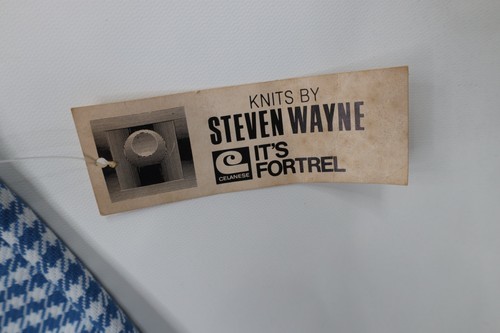 KNITS BY
STEVEN WAYNE
IT'S
FORTREL
CELANESE